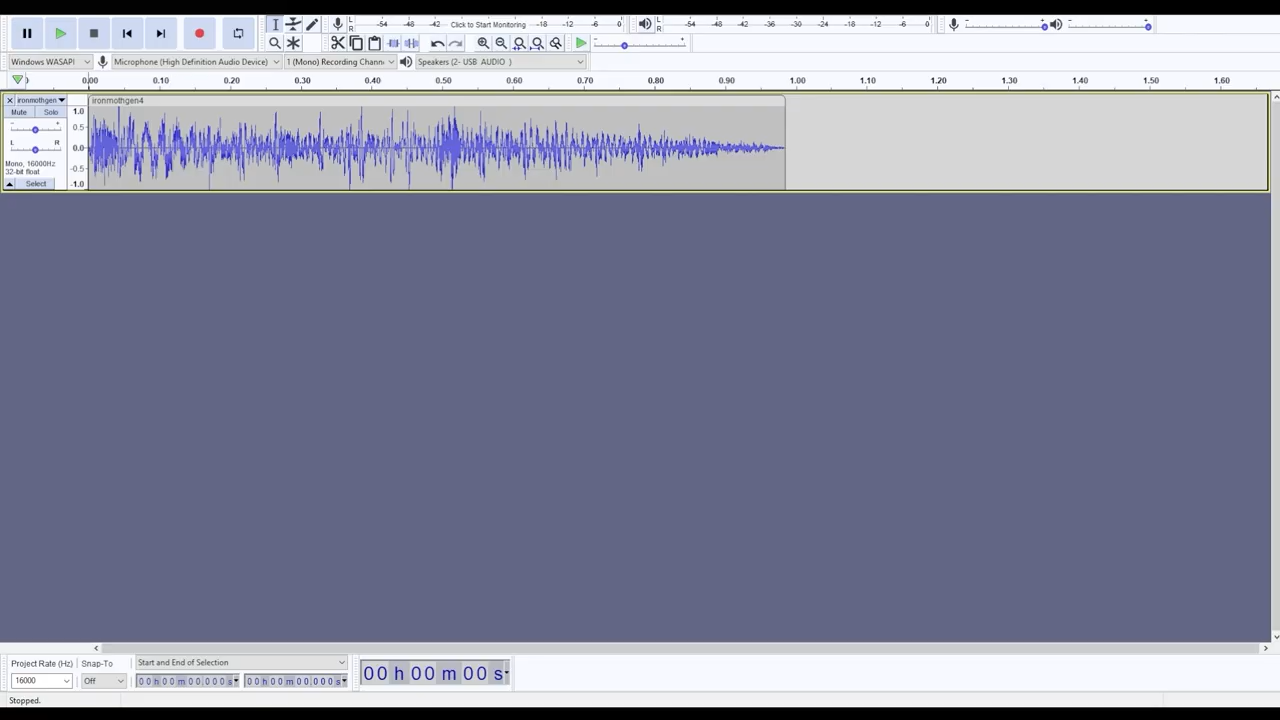 L R -54 -48 -42 Click to Start Monitoring -18 -12 -6 0 L R -54 -48 -42 -36 -30 -24 -18 -12 -6 0 - + - +
- +
Windows WASAPI Microphone (High Definition Audio Device) 1 (Mono) Recording Chann Speakers (2- USB AUDIO )
0.00 0.10 0.20 0.30 0.40 0.50 0.60 0.70 0.80 0.90 1.00 1.10 1.20 1.30 1.40 1.50 1.60
ironmothgen ironmothgen4
Mute Solo 1.0
- + 0.5
L R 0.0
Mono, 16000Hz -0.5
32-bit float
Select -1.0
Project Rate (Hz) Snap-To Start and End of Selection
16000 Off 00 h 00 m 00.000 s 00 h 00 m 00.000 s 00 h 00 m 00 s
Stopped.